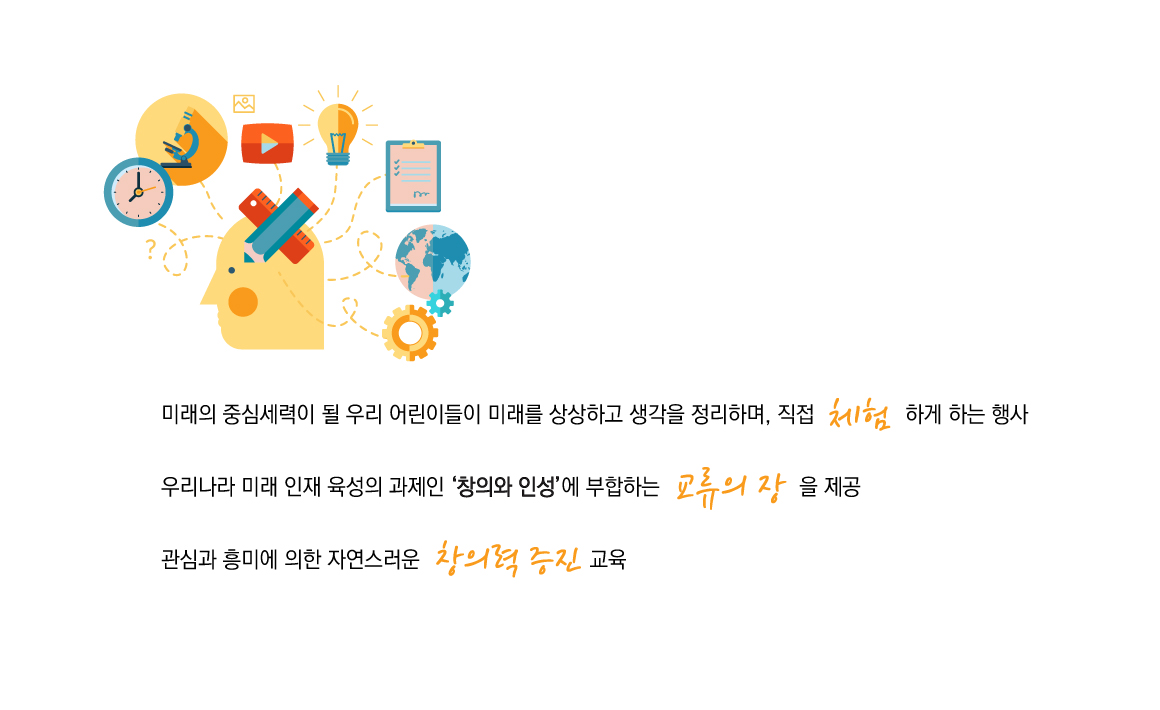 ?
미래의 중심세력이 될 우리 어린이들이 미래를 상상하고 생각을 정리하며, 직접 체험 하게 하는 행사
우리나라 미래 인재 육성의 과제인 ‘창의와 인성’에 부합하는 교류의 장 을 제공
관심과 흥미에 의한 자연스러운 창의력 증진 교육